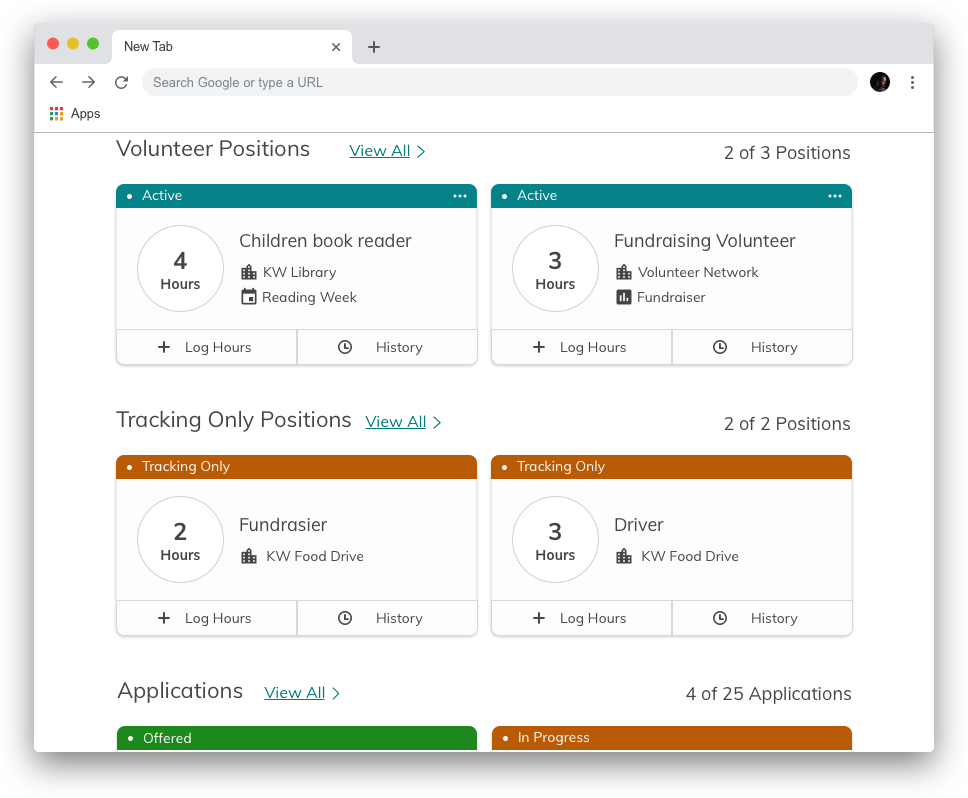 New Tab
Search Google or type a URL
Apps
Volunteer Positions View All 2 of 3 Positions
Active
4 Hours
Children book reader
KW Library
Reading Week
Log Hours History
Active
3 Hours
Fundraising Volunteer
Volunteer Network
Fundraiser
Log Hours History
Tracking Only Positions View All 2 of 2 Positions
Tracking Only
2 Hours
Fundrasier
KW Food Drive
Log Hours History
Tracking Only
3 Hours
Driver
KW Food Drive
Log Hours History
Applications View All 4 of 25 Applications
Offered
In Progress